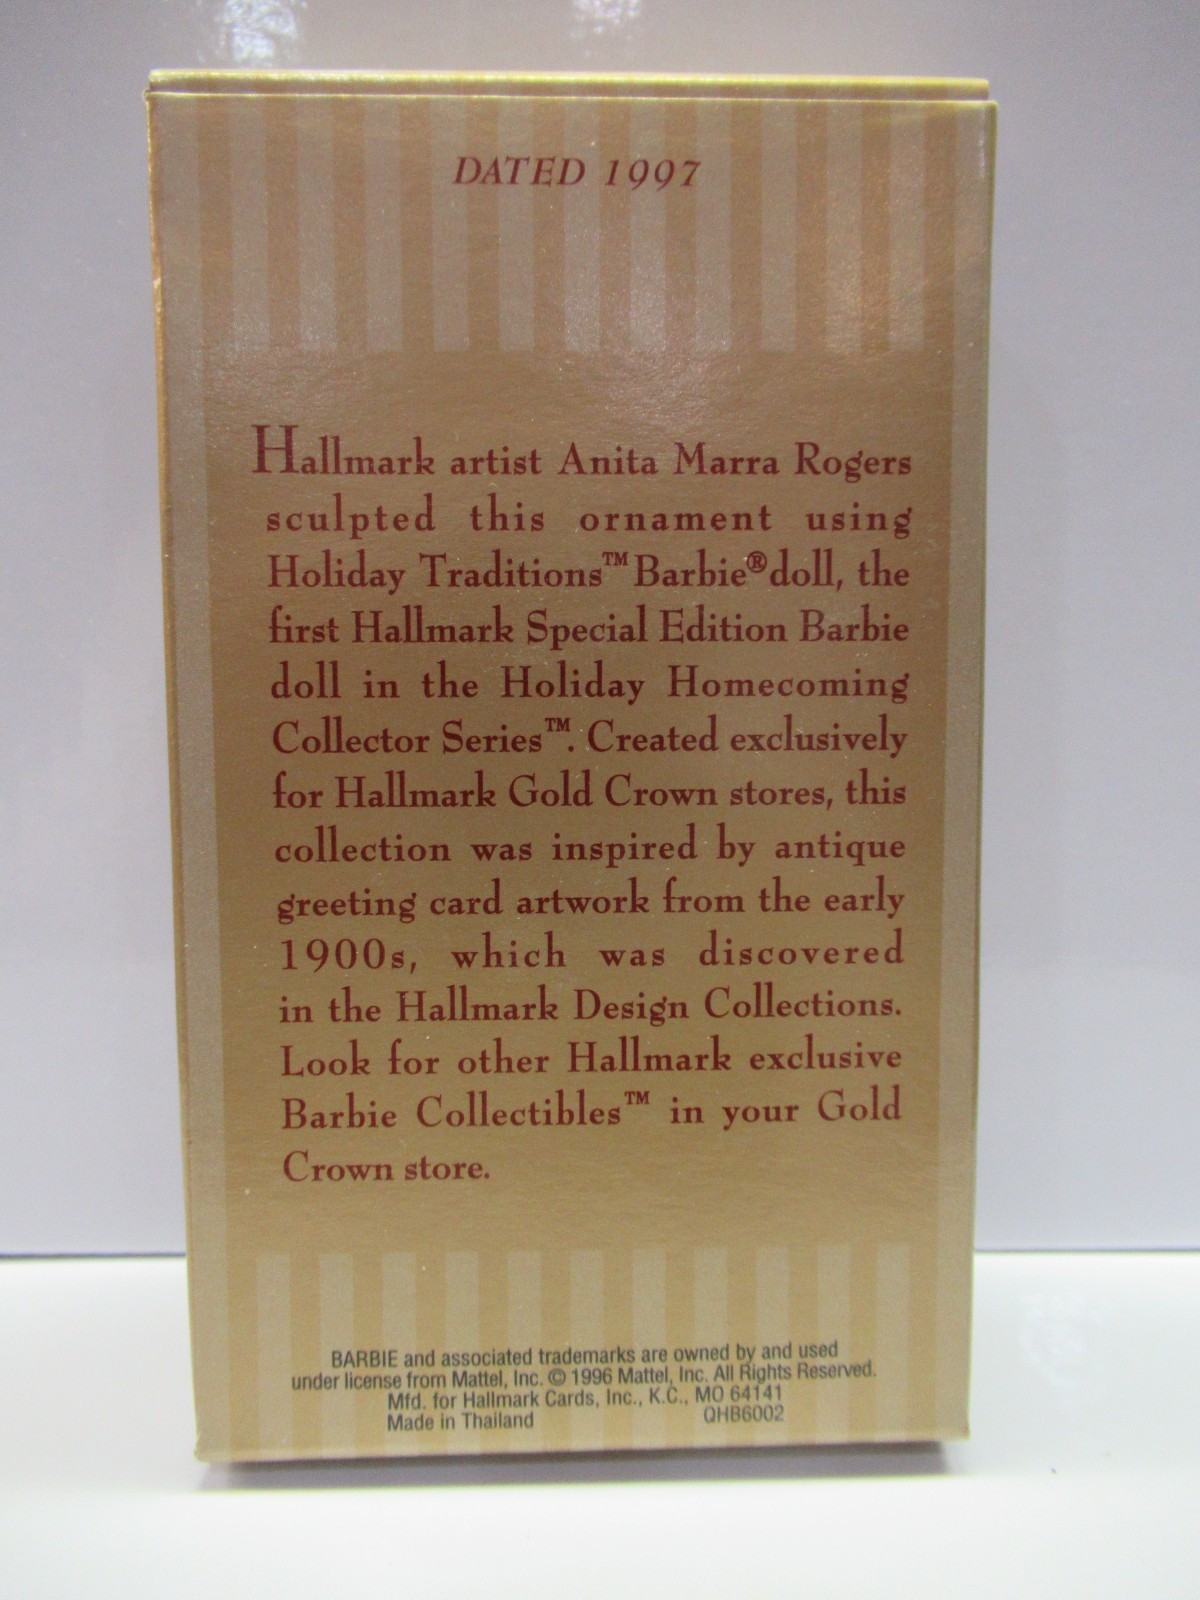 DATED 1997
Hallmark artist Anita Marra Rogers
sculpted this ornament using
Holiday Traditions™ Barbie® doll, the
first Hallmark Special Edition Barbie
doll in the Holiday Homecoming
Collector Series™. Created exclusively
for Hallmark Gold Crown stores, this
collection was inspired by antique
greeting card artwork from the early
1900s, which was discovered
in the Hallmark Design Collections.
Look for other Hallmark exclusive
Barbie Collectibles™ in your Gold
Crown store.
BARBIE and associated trademarks are owned by and used
under license from Mattel, Inc. © 1996 Mattel, Inc. All Rights Reserved.
Mfd. for Hallmark Cards, Inc., K.C., MO 64141
Made in Thailand QHB6002